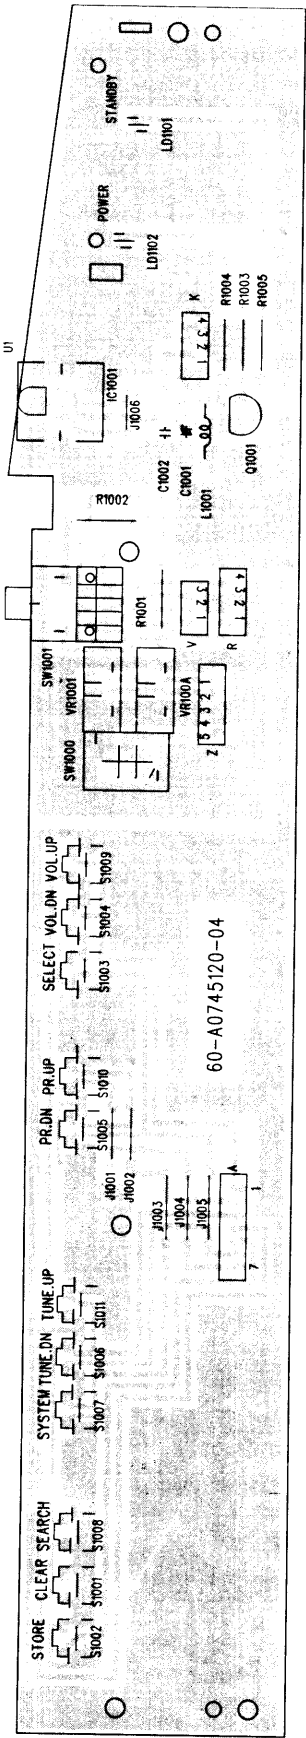 STANDBY
LD1101
POWER
LD1102
U1
IC1001
J1006
K
4 3 2 1
R1004
R1003
R1005
C1002
C1001
L1001
Q1001
R1002
R1001
V
3 2 1
R
4 3 2 1
SW1001
VR1001
VR100A
SW1000
Z
5 4 3 2 1
SELECT VOL.DN VOL.UP
S1009
S1004
S1003
60-A0745120-04
PR.DN PR.UP
S1010
S1005
J1001
J1002
J1003
J1004
J1005
A
1
7
SYSTEM TUNE.DN TUNE.UP
S1011
S1006
S1007
STORE CLEAR SEARCH
S1008
S1001
S1002